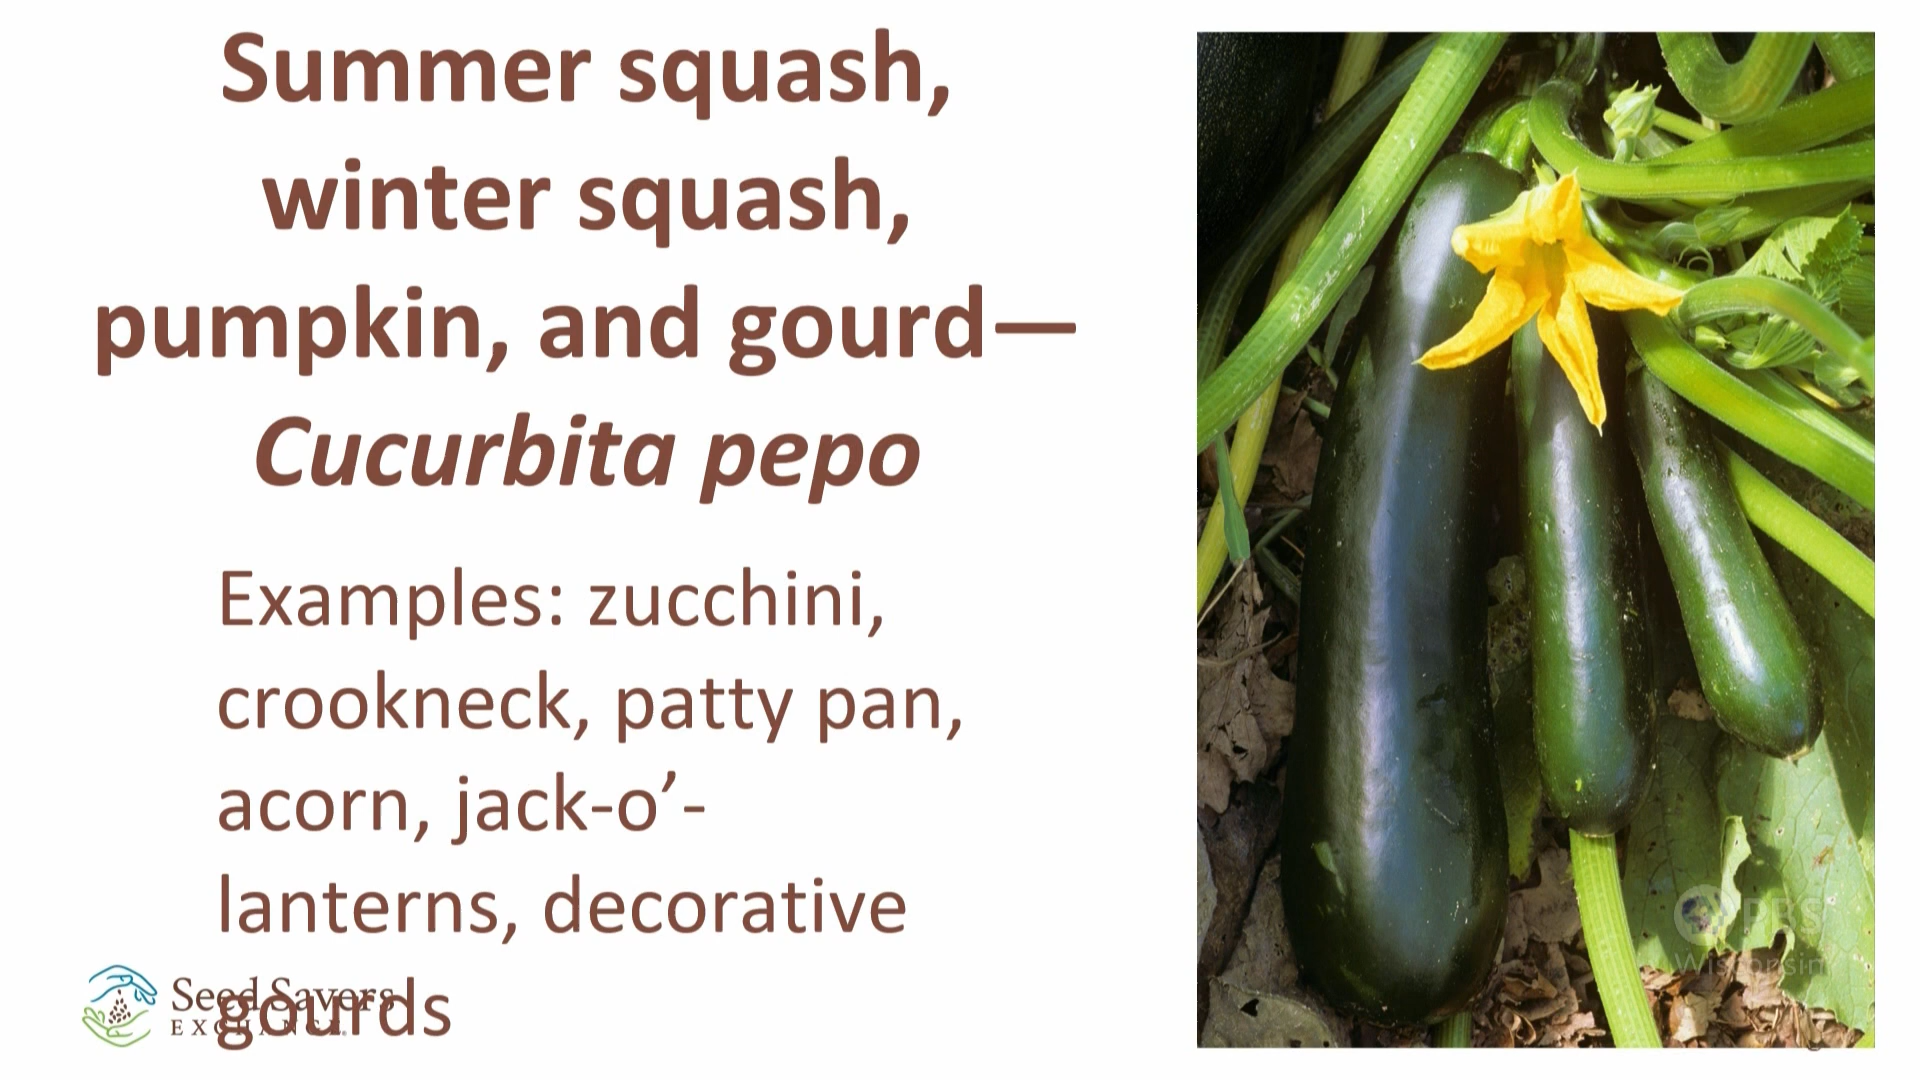 Summer squash,
winter squash,
pumpkin, and gourd—
Cucurbita pepo
Examples: zucchini,
crookneck, patty pan,
acorn, jack-o’-
lanterns, decorative
gourds
Seed Savers
EXCHANGE
PBS
Wisconsin